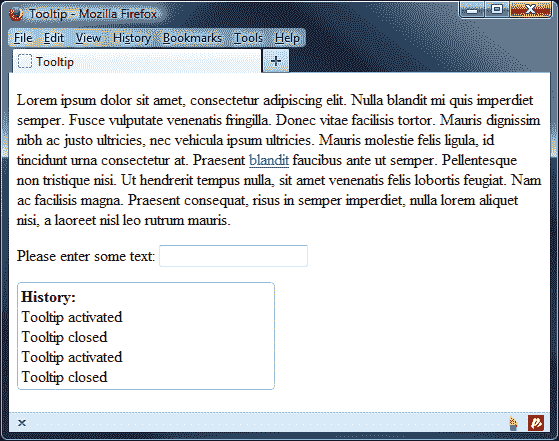 Tooltip - Mozilla Firefox
File Edit View History Bookmarks Tools Help
Tooltip
Lorem ipsum dolor sit amet, consectetur adipiscing elit. Nulla blandit mi quis imperdiet
semper. Fusce vulputate venenatis fringilla. Donec vitae facilisis tortor. Mauris dignissim
nibh ac justo ultricies, nec vehicula ipsum ultricies. Mauris molestie felis ligula, id
tincidunt urna consectetur at. Praesent blandit faucibus ante ut semper. Pellentesque
non tristique nisi. Ut hendrerit tempus nulla, sit amet venenatis felis lobortis feugiat. Nam
ac facilisis magna. Praesent consequat, risus in semper imperdiet, nulla lorem aliquet
nisi, a laoreet nisl leo rutrum mauris.
Please enter some text:
History:
Tooltip activated
Tooltip closed
Tooltip activated
Tooltip closed